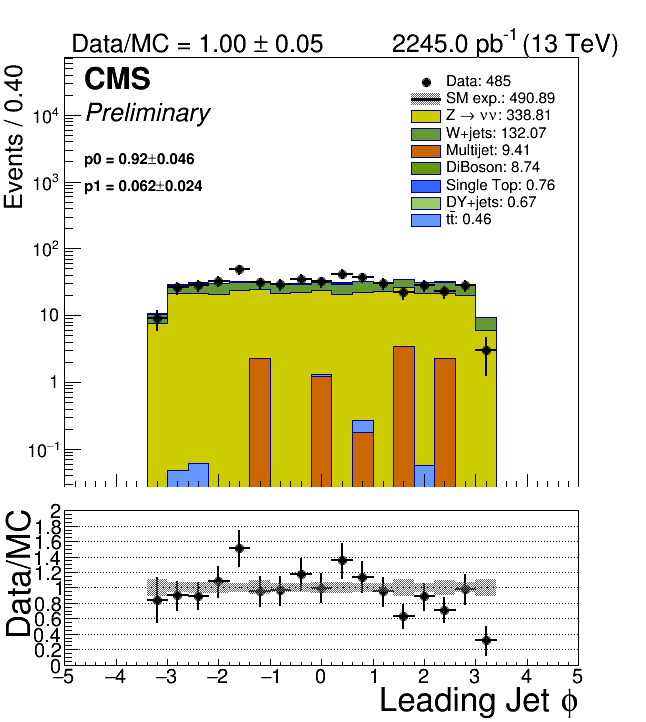 Data/MC = 1.00 ± 0.05 2245.0 pb⁻¹ (13 TeV)
CMS
Preliminary
p0 = 0.92±0.046
p1 = 0.062±0.024
Data: 485
SM exp.: 490.89
Z → νν: 338.81
W+jets: 132.07
Multijet: 9.41
DiBoson: 8.74
Single Top: 0.76
DY+jets: 0.67
tt̄: 0.46
Events / 0.40
10⁴
10³
10²
10
1
10⁻¹
Data/MC
2
1.8
1.6
1.4
1.2
1
0.8
0.6
0.4
0.2
0
−5 −4 −3 −2 −1 0 1 2 3 4 5
Leading Jet ϕ